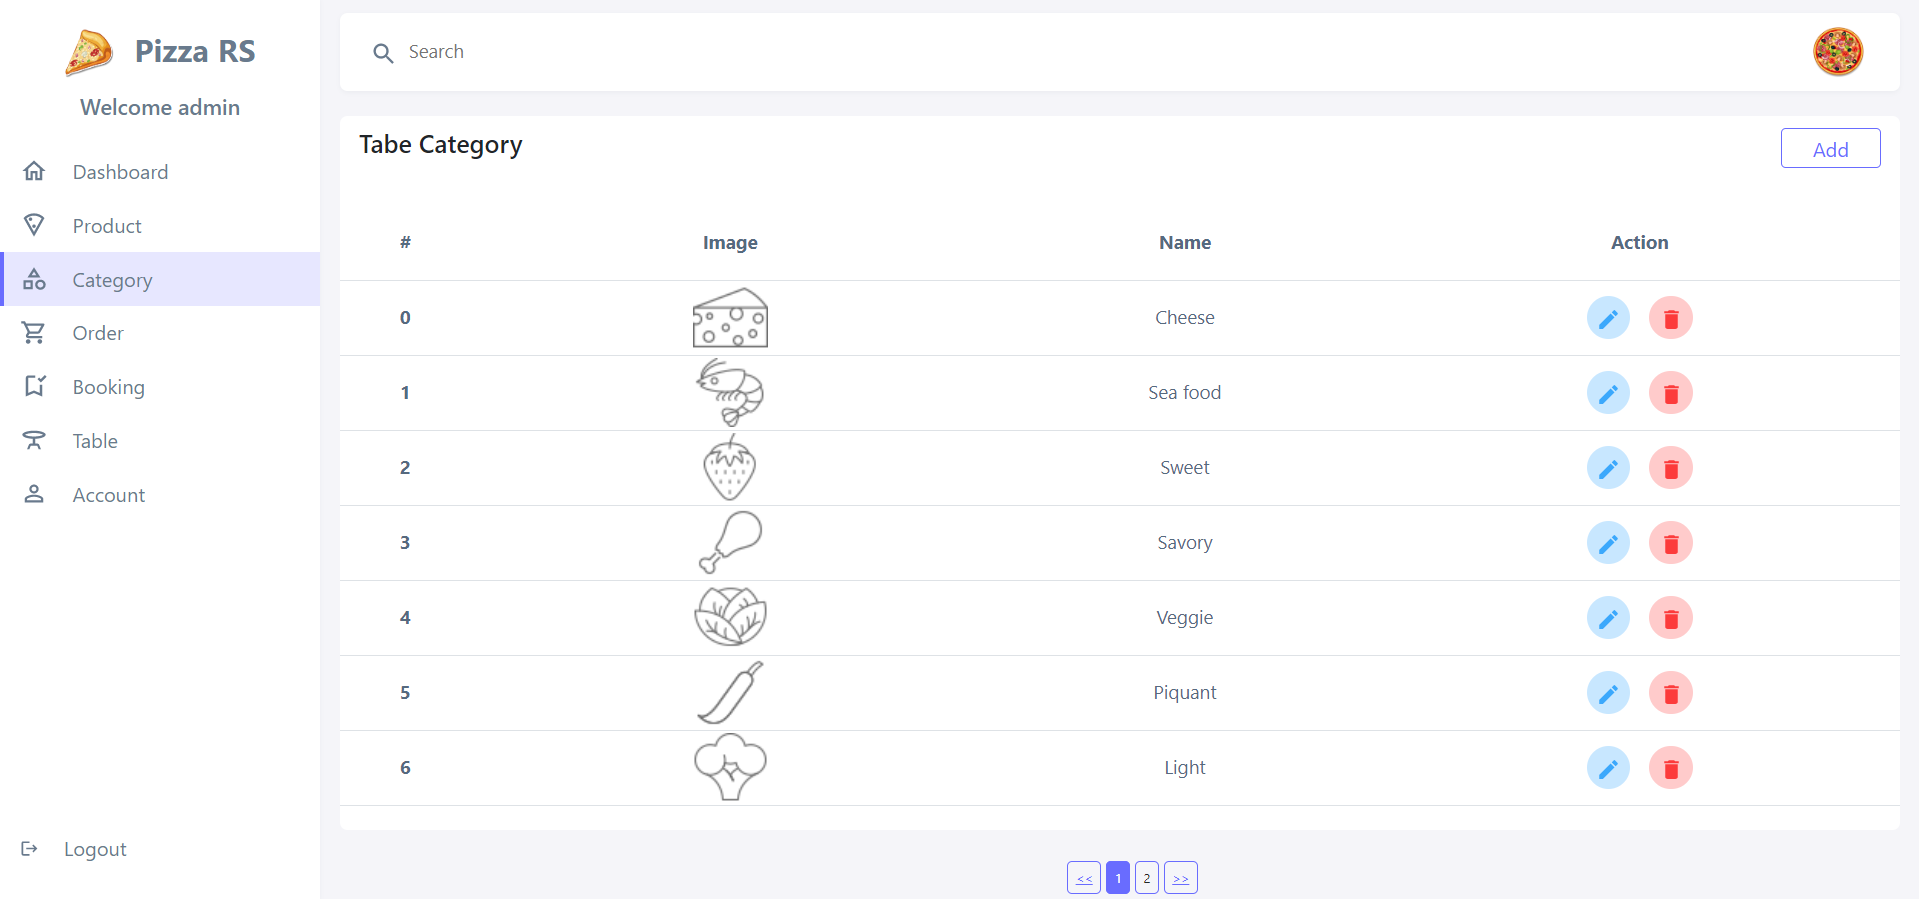 Pizza RS
Welcome admin
Dashboard
Product
Category
Order
Booking
Table
Account
Logout
Search
Tabe Category
Add
# Image Name Action
0 Cheese
1 Sea food
2 Sweet
3 Savory
4 Veggie
5 Piquant
6 Light
<< 1 2 >>